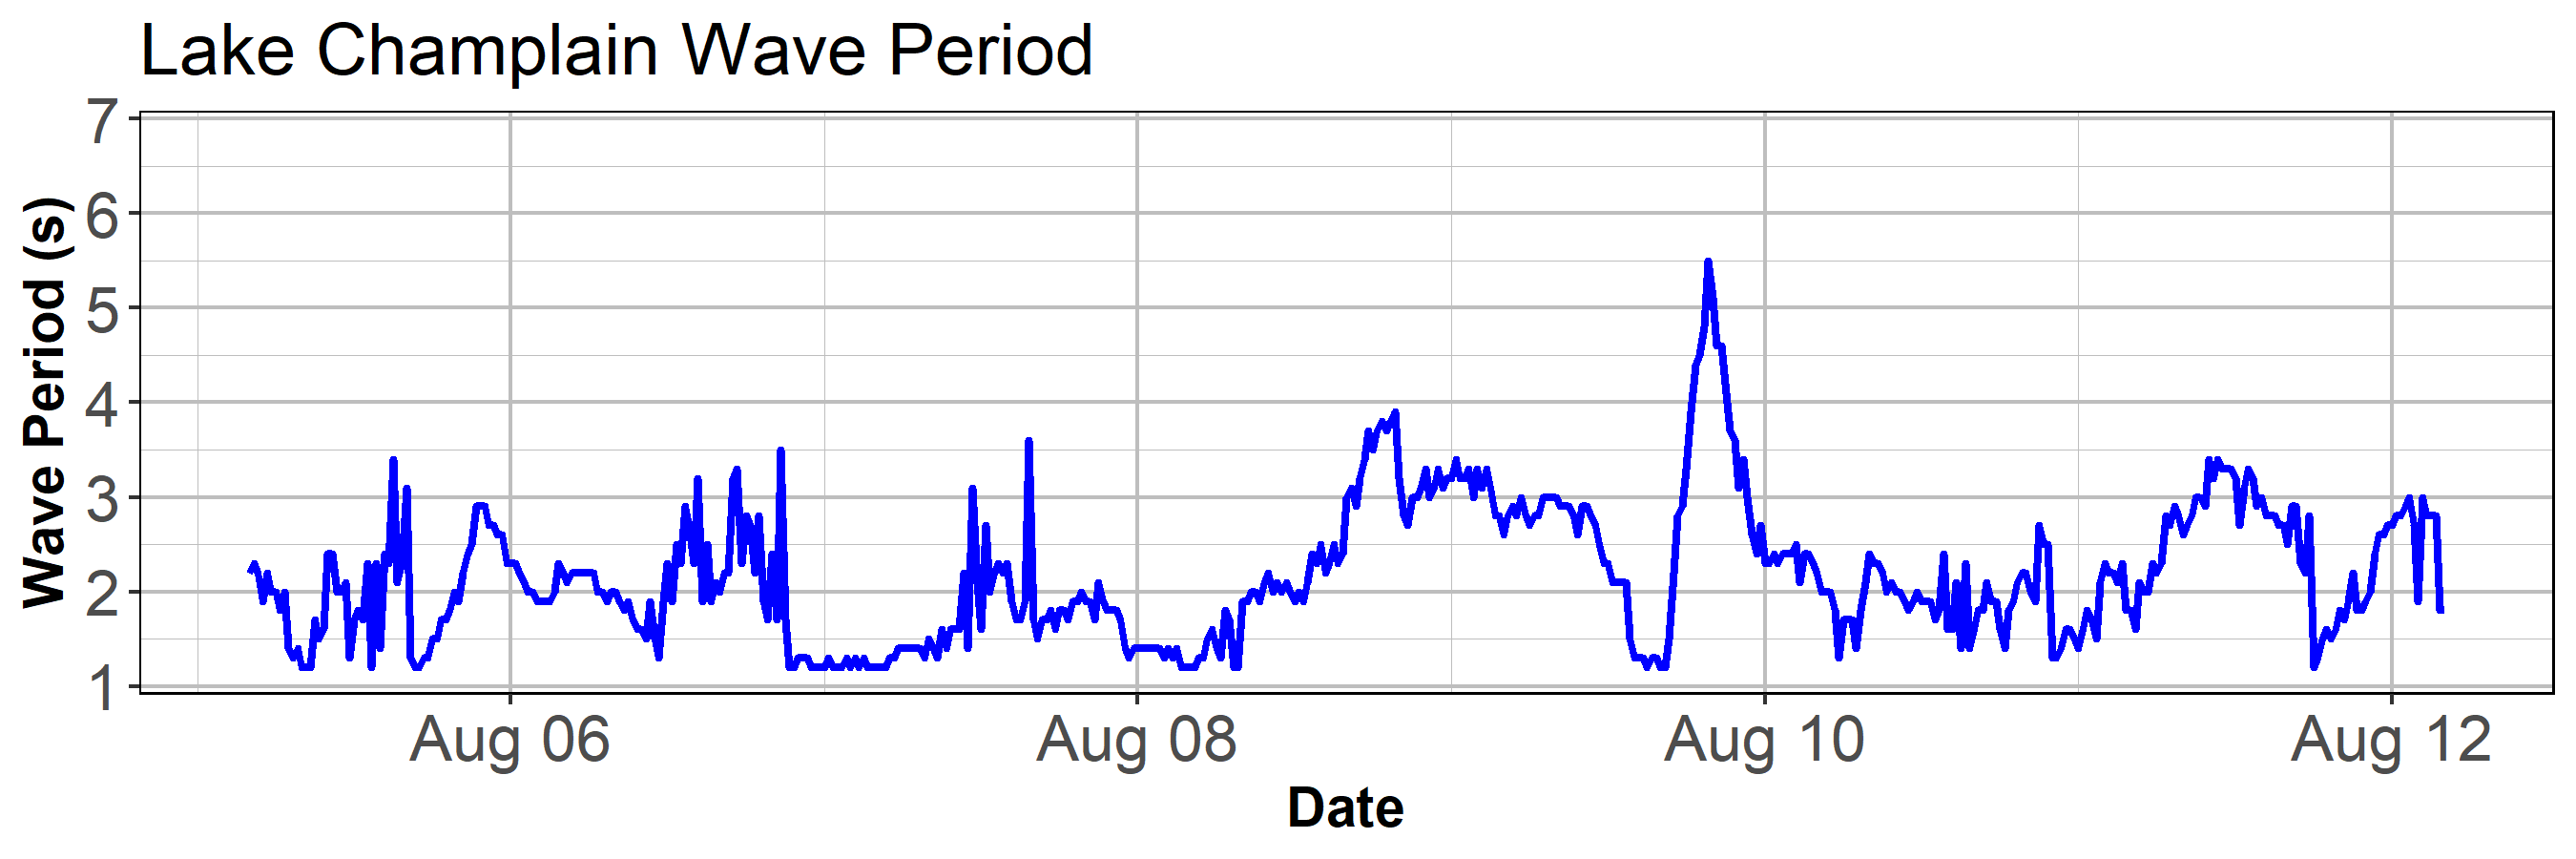 Lake Champlain Wave Period
Wave Period (s)
7
6
5
4
3
2
1
Aug 06
Aug 08
Aug 10
Aug 12
Date